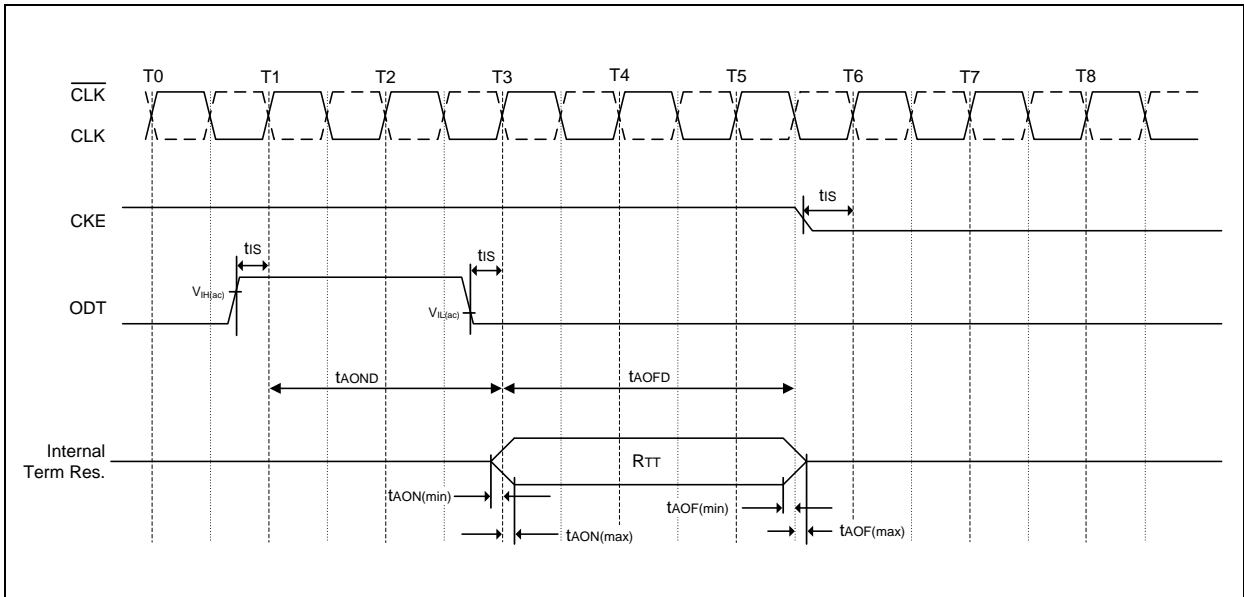 T0 T1 T2 T3 T4 T5 T6 T7 T8
CLK
CLK
CKE
tIS
tIS
tIS
VIH(ac)
ODT
VIL(ac)
tAOND
tAOFD
Internal
Term Res.
RTT
tAON(min)
tAOF(min)
tAON(max)
tAOF(max)